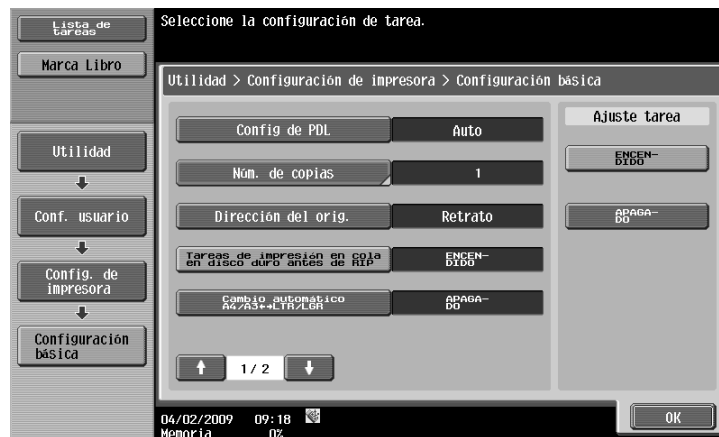 Lista de
tareas
Marca Libro
Seleccione la configuración de tarea.
Utilidad > Configuración de impresora > Configuración básica
Utilidad
Conf. usuario
Config. de
impresora
Configuración
básica
Config de PDL
Auto
Núm. de copias
1
Dirección del orig.
Retrato
Tareas de impresión en cola
en disco duro antes de RIP
ENCEN-
DIDO
Cambio automático
A4/A3↔LTR/LGR
APAGA-
DO
1/2
Ajuste tarea
ENCEN-
DIDO
APAGA-
DO
04/02/2009 09:18
Memoria 0%
OK